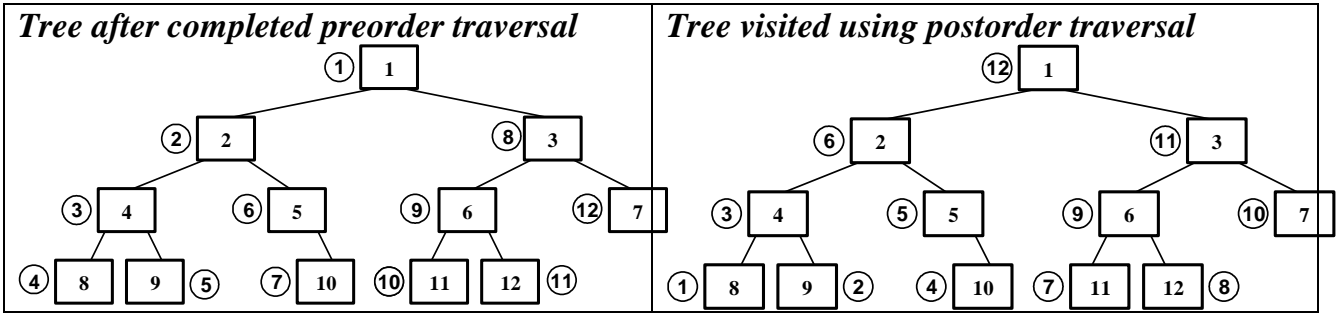 Tree after completed preorder traversal
① 1
② 2 ⑧ 3
③ 4 ⑥ 5 ⑨ 6 ⑫ 7
④ 8 9 ⑤ ⑦ 10 ⑩ 11 12 ⑪
Tree visited using postorder traversal
⑫ 1
⑥ 2 ⑪ 3
③ 4 ⑤ 5 ⑨ 6 ⑩ 7
① 8 9 ② ④ 10 ⑦ 11 12 ⑧